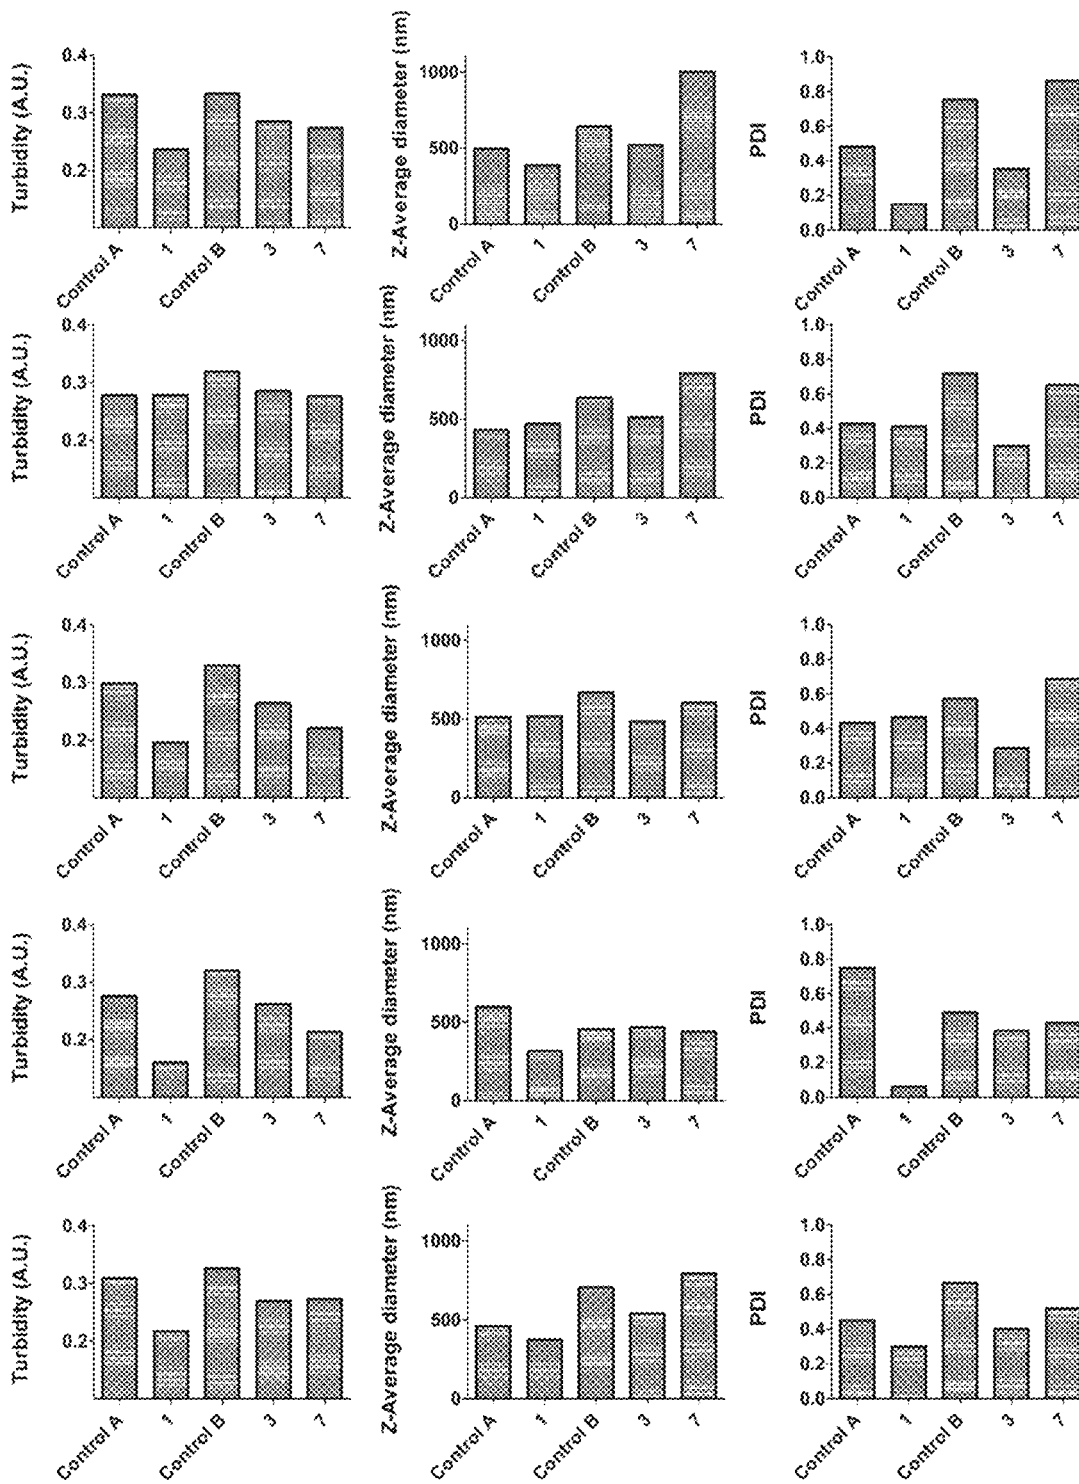 Turbidity (A.U.)
0.4
0.3
0.2
Control A
1
Control B
3
7
Z-Average diameter (nm)
1000
500
0
Control A
1
Control B
3
7
PDI
1.0
0.8
0.6
0.4
0.2
0.0
Control A
1
Control B
3
7
Turbidity (A.U.)
0.4
0.3
0.2
Control A
1
Control B
3
7
Z-Average diameter (nm)
1000
500
0
Control A
1
Control B
3
7
PDI
1.0
0.8
0.6
0.4
0.2
0.0
Control A
1
Control B
3
7
Turbidity (A.U.)
0.4
0.3
0.2
Control A
1
Control B
3
7
Z-Average diameter (nm)
1000
500
0
Control A
1
Control B
3
7
PDI
1.0
0.8
0.6
0.4
0.2
0.0
Control A
1
Control B
3
7
Turbidity (A.U.)
0.4
0.3
0.2
Control A
1
Control B
3
7
Z-Average diameter (nm)
1000
500
0
Control A
1
Control B
3
7
PDI
1.0
0.8
0.6
0.4
0.2
0.0
Control A
1
Control B
3
7
Turbidity (A.U.)
0.4
0.3
0.2
Control A
1
Control B
3
7
Z-Average diameter (nm)
1000
500
0
Control A
1
Control B
3
7
PDI
1.0
0.8
0.6
0.4
0.2
0.0
Control A
1
Control B
3
7